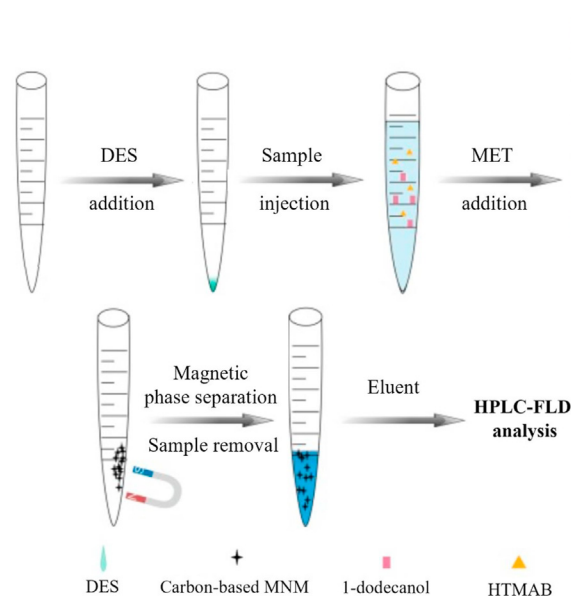 DES
addition
Sample
injection
MET
addition
Magnetic
phase separation
Sample removal
Eluent
HPLC-FLD
analysis
DES
Carbon-based MNM
1-dodecanol
HTMAB